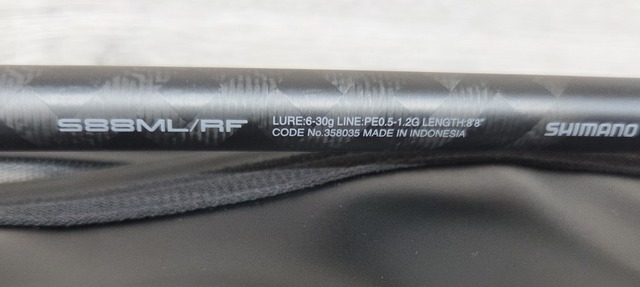 S88ML/RF
LURE:6-30g LINE:PE0.5-1.2G LENGTH:8'8"
CODE No.358035 MADE IN INDONESIA
SHIMANO